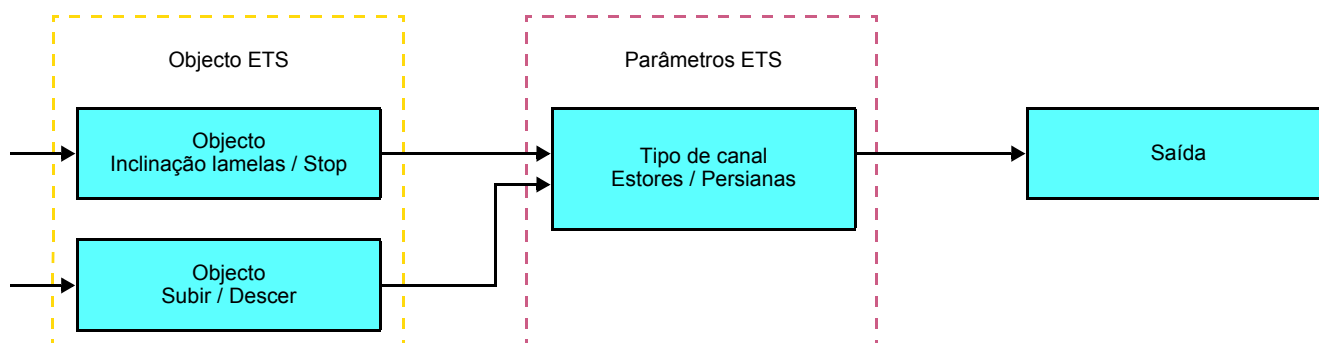 Objecto ETS
Parâmetros ETS
Objecto
Inclinação lamelas / Stop
Tipo de canal
Estores / Persianas
Saída
Objecto
Subir / Descer